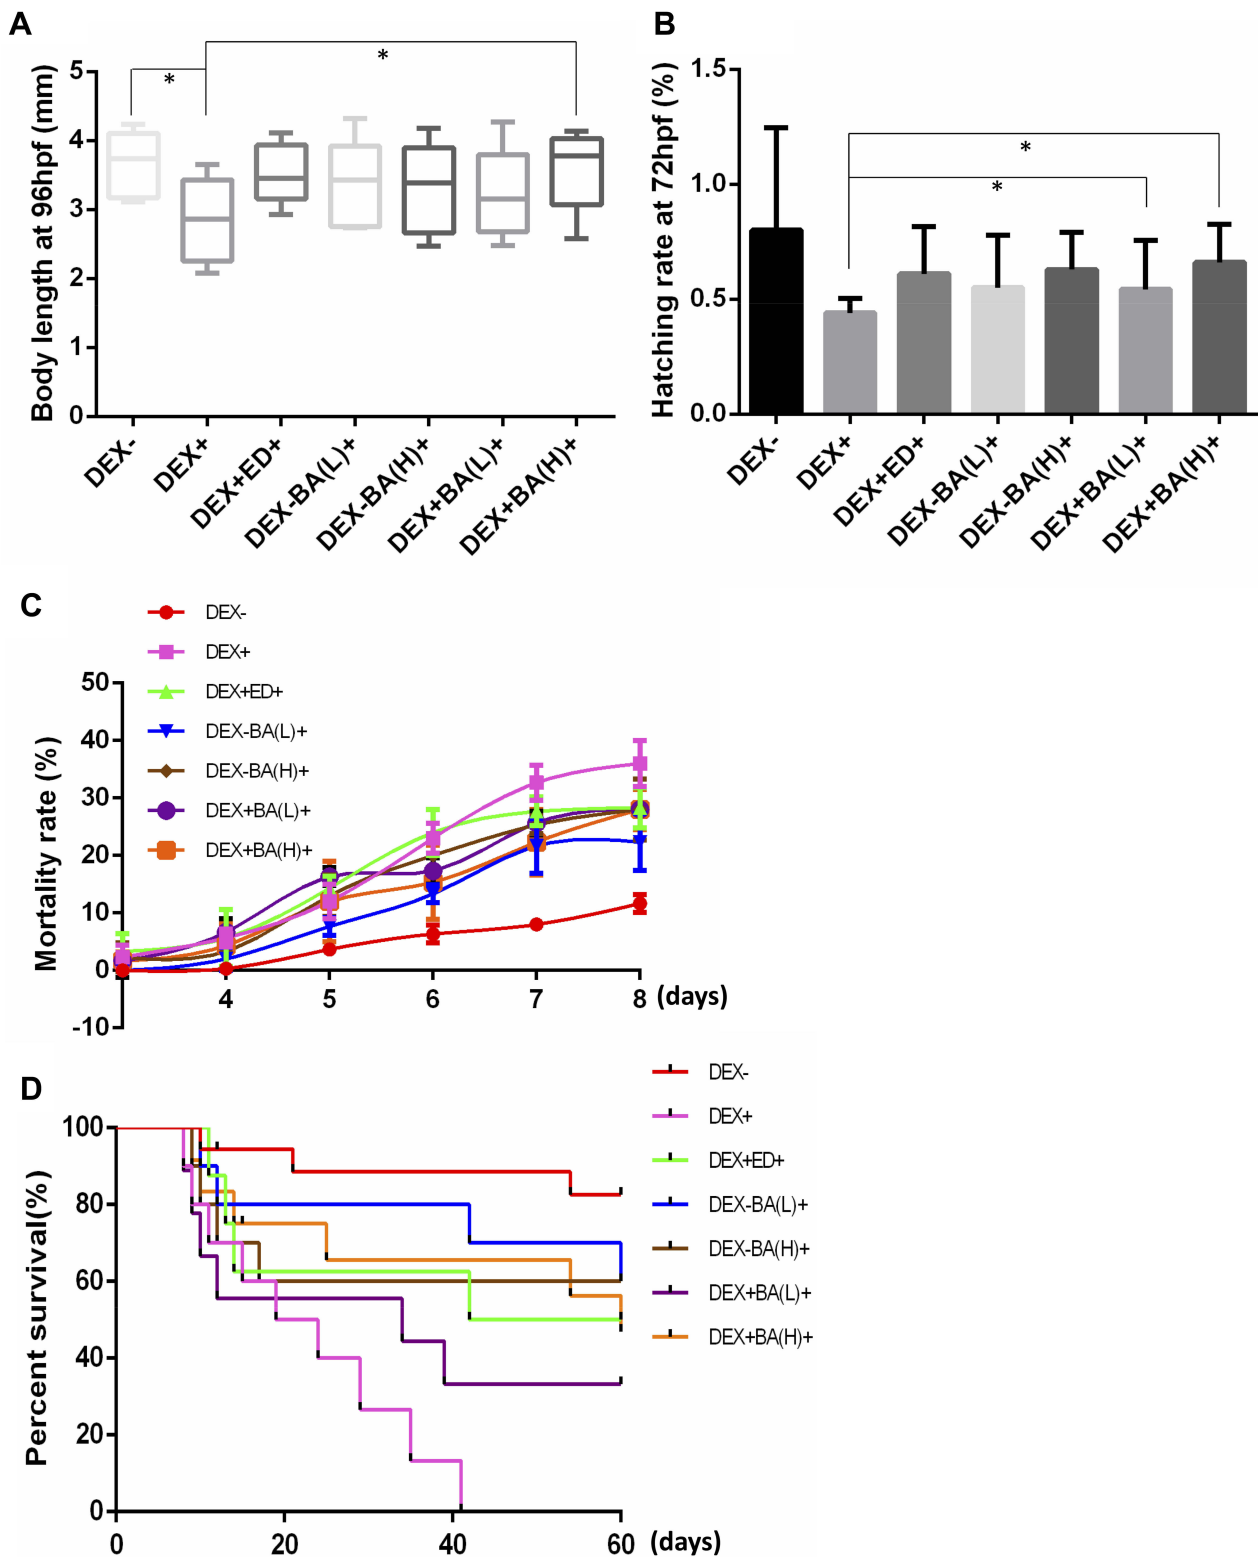 A
Body length at 96hpf (mm)
5
4
3
2
1
0
*
*
DEX-
DEX+
DEX+ED+
DEX-BA(L)+
DEX-BA(H)+
DEX+BA(L)+
DEX+BA(H)+
B
Hatching rate at 72hpf (%)
1.5
1.0
0.5
0.0
*
*
DEX-
DEX+
DEX+ED+
DEX-BA(L)+
DEX-BA(H)+
DEX+BA(L)+
DEX+BA(H)+
C
DEX-
DEX+
DEX+ED+
DEX-BA(L)+
DEX-BA(H)+
DEX+BA(L)+
DEX+BA(H)+
Mortality rate (%)
50
40
30
20
10
0
-10
4 5 6 7 8 (days)
D
DEX-
DEX+
DEX+ED+
DEX-BA(L)+
DEX-BA(H)+
DEX+BA(L)+
DEX+BA(H)+
Percent survival(%)
100
80
60
40
20
0
0 20 40 60 (days)